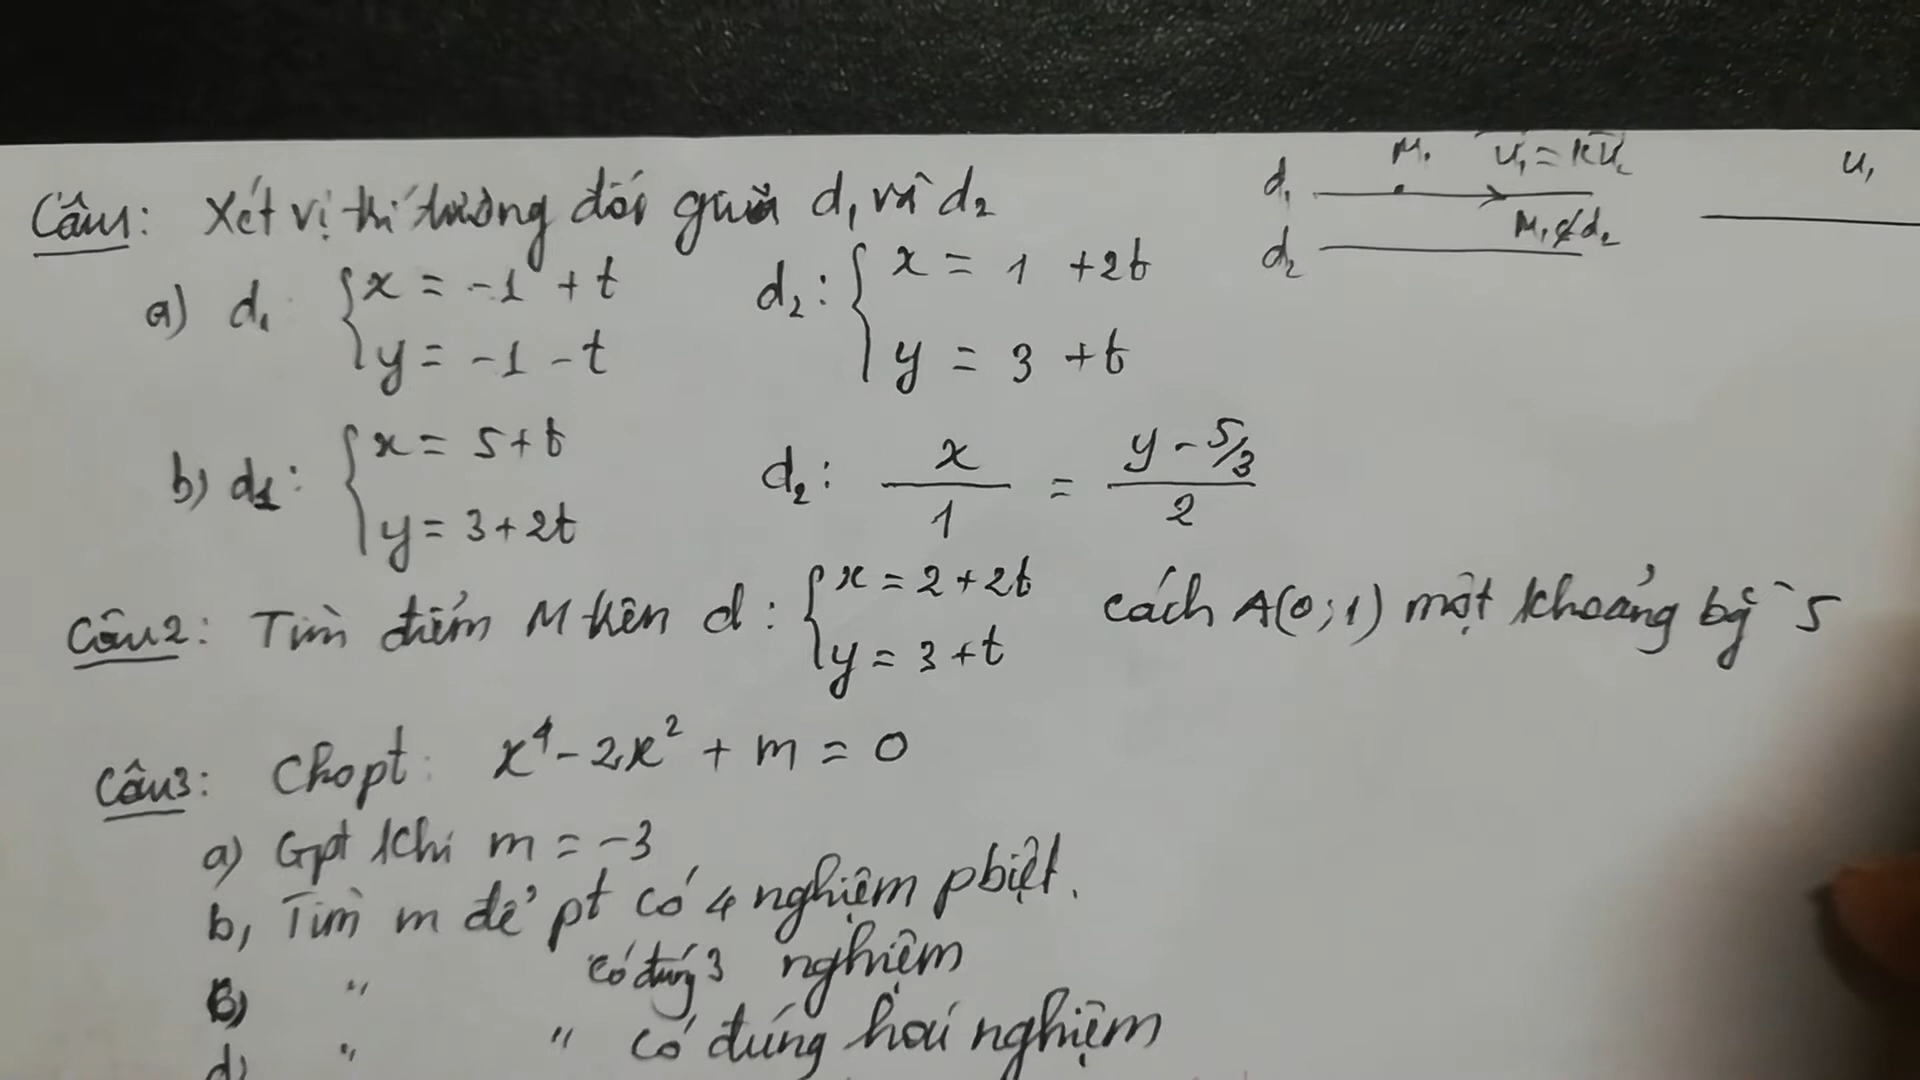 Câu1: Xét vị trí tương đối giữa d₁ và d₂
d₁ M₁ u₁ = ku₂
d₂ M₁ ∉ d₂
u₁
a) d₁ { x = -1 + t d₂: { x = 1 + 2t
y = -1 - t y = 3 + t
b) d₁: { x = 5 + t d₂: x/1 = (y - 5/3)/2
y = 3 + 2t
Câu2: Tìm điểm M trên d: { x = 2 + 2t cách A(0;1) một khoảng bg 5
y = 3 + t
Câu3: Cho pt: x⁴ - 2x² + m = 0
a) Gpt khi m = -3
b, Tìm m để pt có 4 nghiệm pbiệt.
c) " có đúng 3 nghiệm
d) " " có đúng hai nghiệm